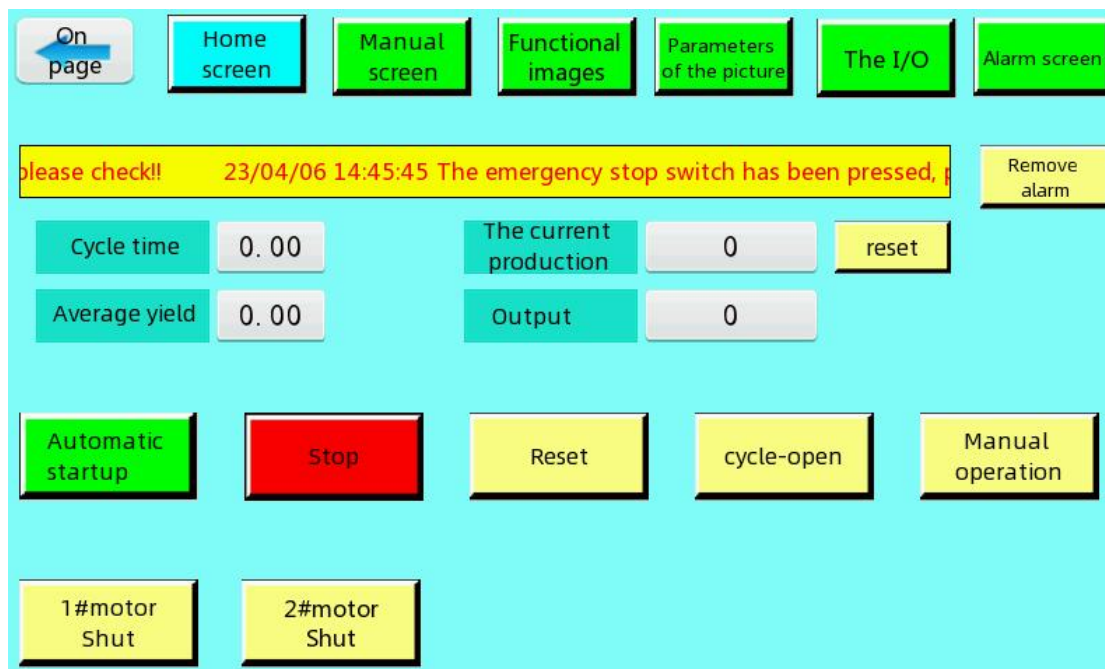 On
page
Home
screen
Manual
screen
Functional
images
Parameters
of the picture
The I/O
Alarm screen
please check!! 23/04/06 14:45:45 The emergency stop switch has been pressed,
Remove
alarm
Cycle time
0.00
The current
production
0
reset
Average yield
0.00
Output
0
Automatic
startup
Stop
Reset
cycle-open
Manual
operation
1#motor
Shut
2#motor
Shut